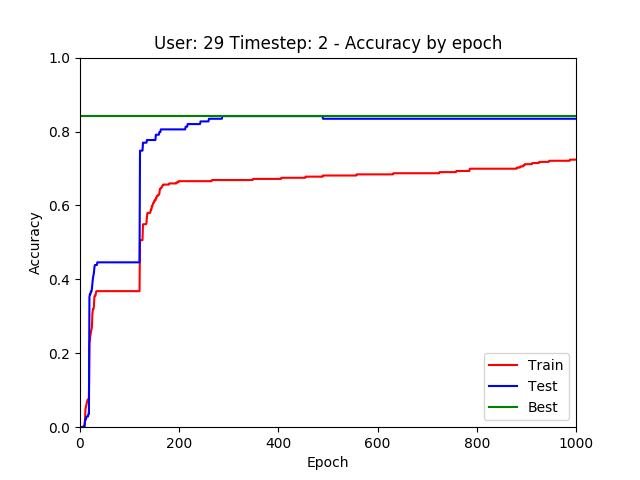 User: 29 Timestep: 2 - Accuracy by epoch
1.0
0.8
0.6
0.4
0.2
0.0
Accuracy
0 200 400 600 800 1000
Epoch
Train
Test
Best